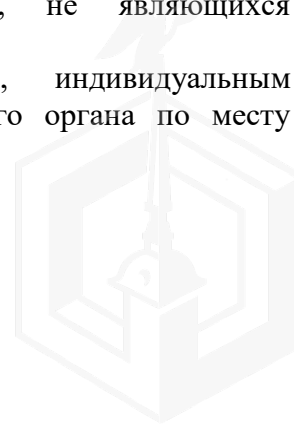 , не являющихся
, индивидуальным
го органа по месту